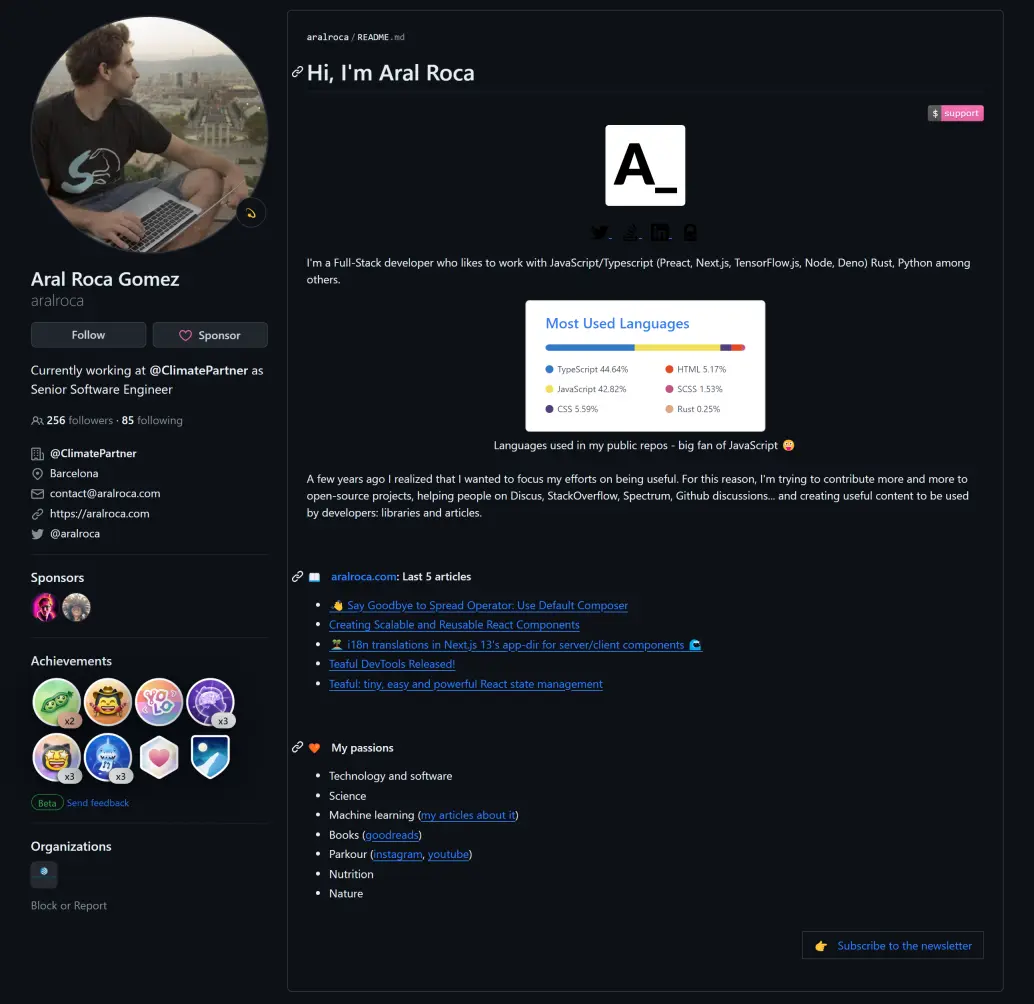 Aral Roca Gomez
aralroca
Follow
Sponsor
Currently working at @ClimatePartner as
Senior Software Engineer
256 followers · 85 following
@ClimatePartner
Barcelona
contact@aralroca.com
https://aralroca.com
@aralroca
Sponsors
Achievements
x2
YOLO
x3
x3
x3
Beta Send feedback
Organizations
Block or Report
aralroca/README.md
Hi, I'm Aral Roca
$ support
A_
I'm a Full-Stack developer who likes to work with JavaScript/Typescript (Preact, Next.js, TensorFlow.js, Node, Deno) Rust, Python among
others.
Most Used Languages
TypeScript 44.64%
HTML 5.17%
JavaScript 42.82%
SCSS 1.53%
CSS 5.59%
Rust 0.25%
Languages used in my public repos - big fan of JavaScript 😜
A few years ago I realized that I wanted to focus my efforts on being useful. For this reason, I'm trying to contribute more and more to
open-source projects, helping people on Discus, StackOverflow, Spectrum, Github discussions... and creating useful content to be used
by developers: libraries and articles.
📖 aralroca.com: Last 5 articles
👋 Say Goodbye to Spread Operator: Use Default Composer
Creating Scalable and Reusable React Components
🏝 i18n translations in Next.js 13's app-dir for server/client components 🌊
Teaful DevTools Released!
Teaful: tiny, easy and powerful React state management
🧡 My passions
Technology and software
Science
Machine learning (my articles about it)
Books (goodreads)
Parkour (instagram, youtube)
Nutrition
Nature
👉 Subscribe to the newsletter